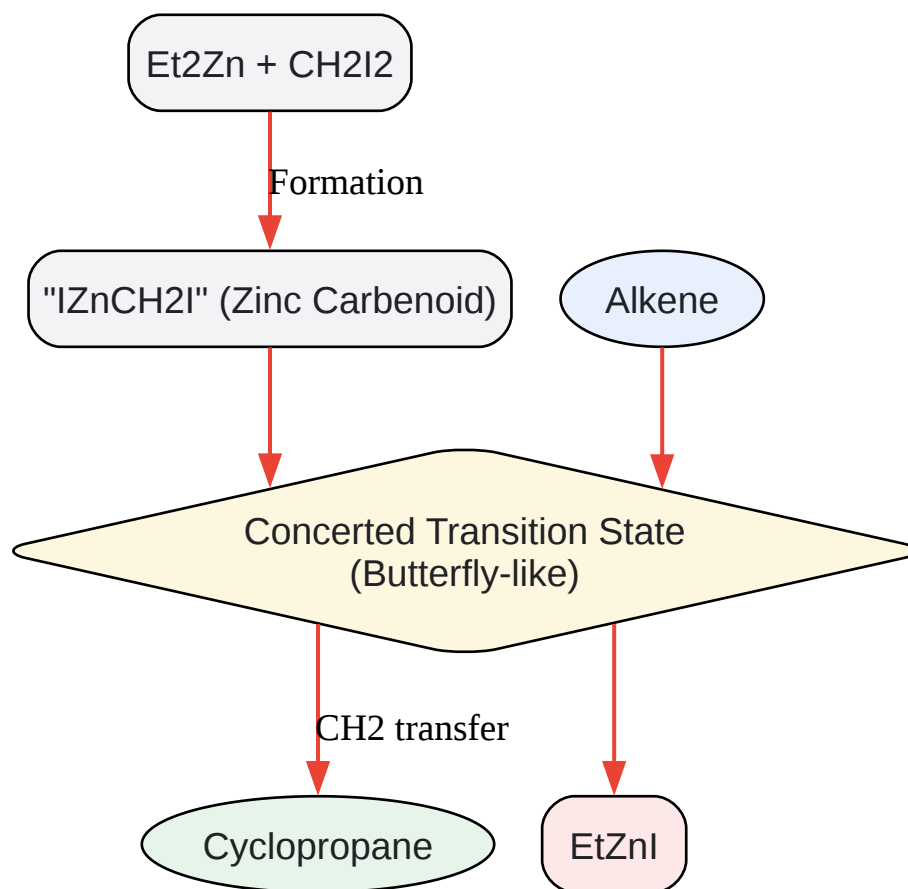 Et2Zn + CH2I2
Formation
"IZnCH2I" (Zinc Carbenoid)
Alkene
Concerted Transition State
(Butterfly-like)
CH2 transfer
Cyclopropane
EtZnI